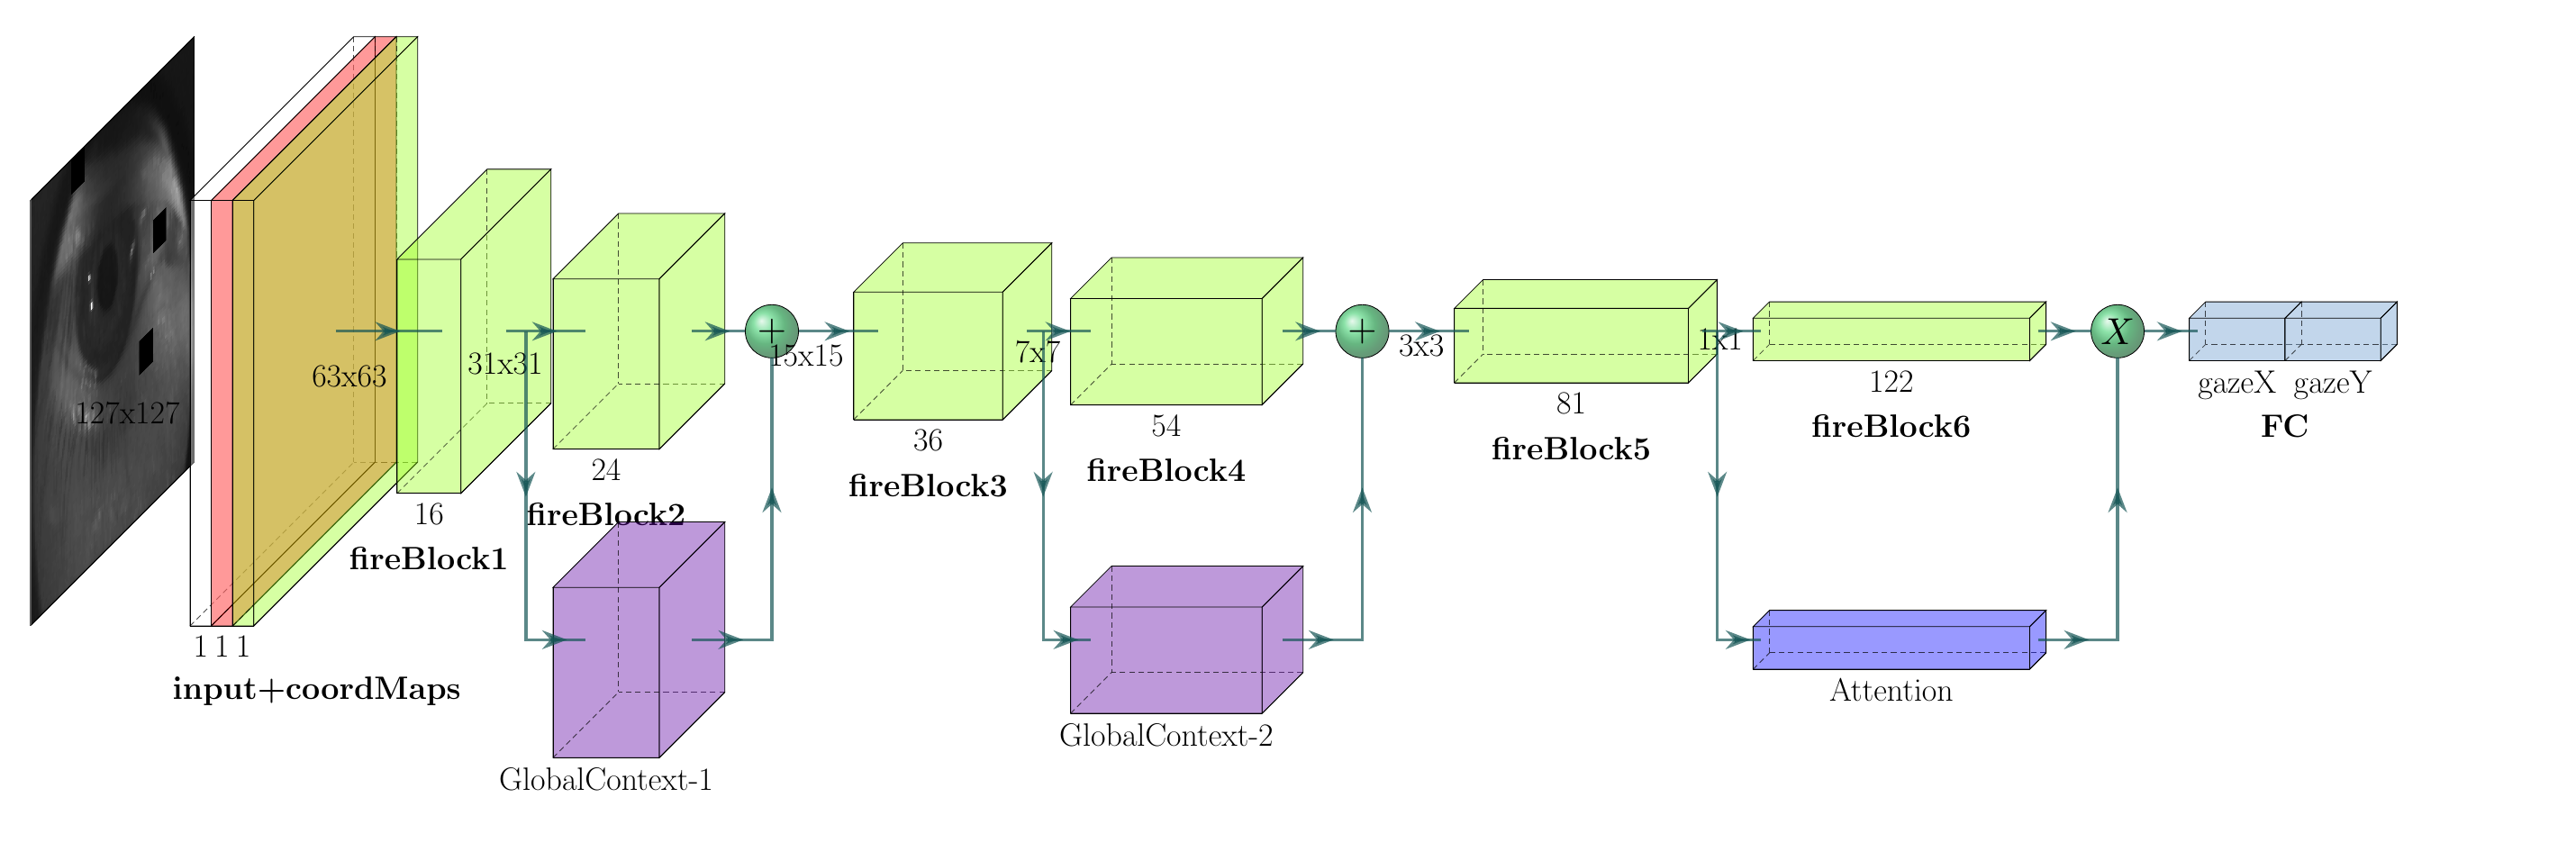 127x127
1 1 1
input+coordMaps
63x63
16
fireBlock1
31x31
24
fireBlock2
GlobalContext-1
+
15x15
36
fireBlock3
7x7
54
fireBlock4
GlobalContext-2
+
3x3
81
fireBlock5
1x1
122
fireBlock6
Attention
X
gazeX gazeY
FC